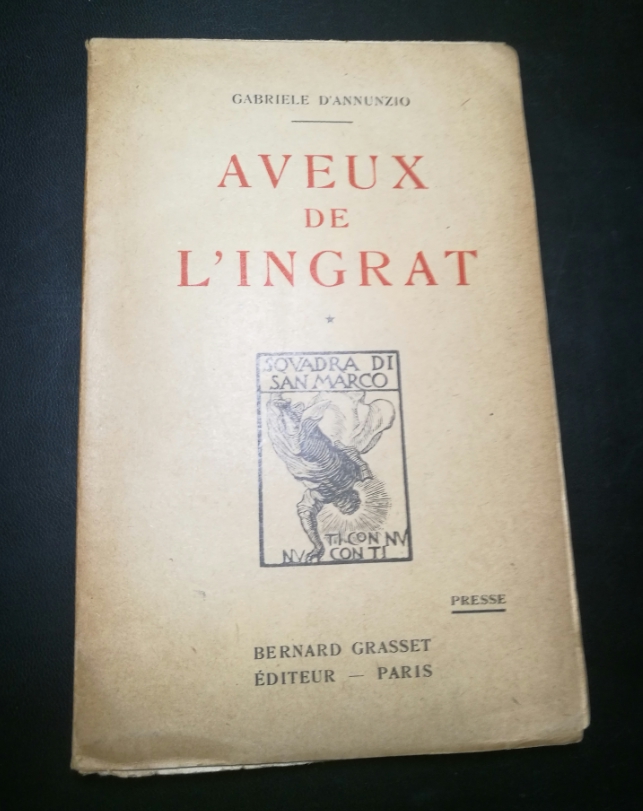 GABRIELE D'ANNUNZIO
AVEUX
DE
L'INGRAT
*
SQVADRA DI
SAN MARCO
TI CON NV
NV CON TI
PRESSE
BERNARD GRASSET
ÉDITEUR — PARIS